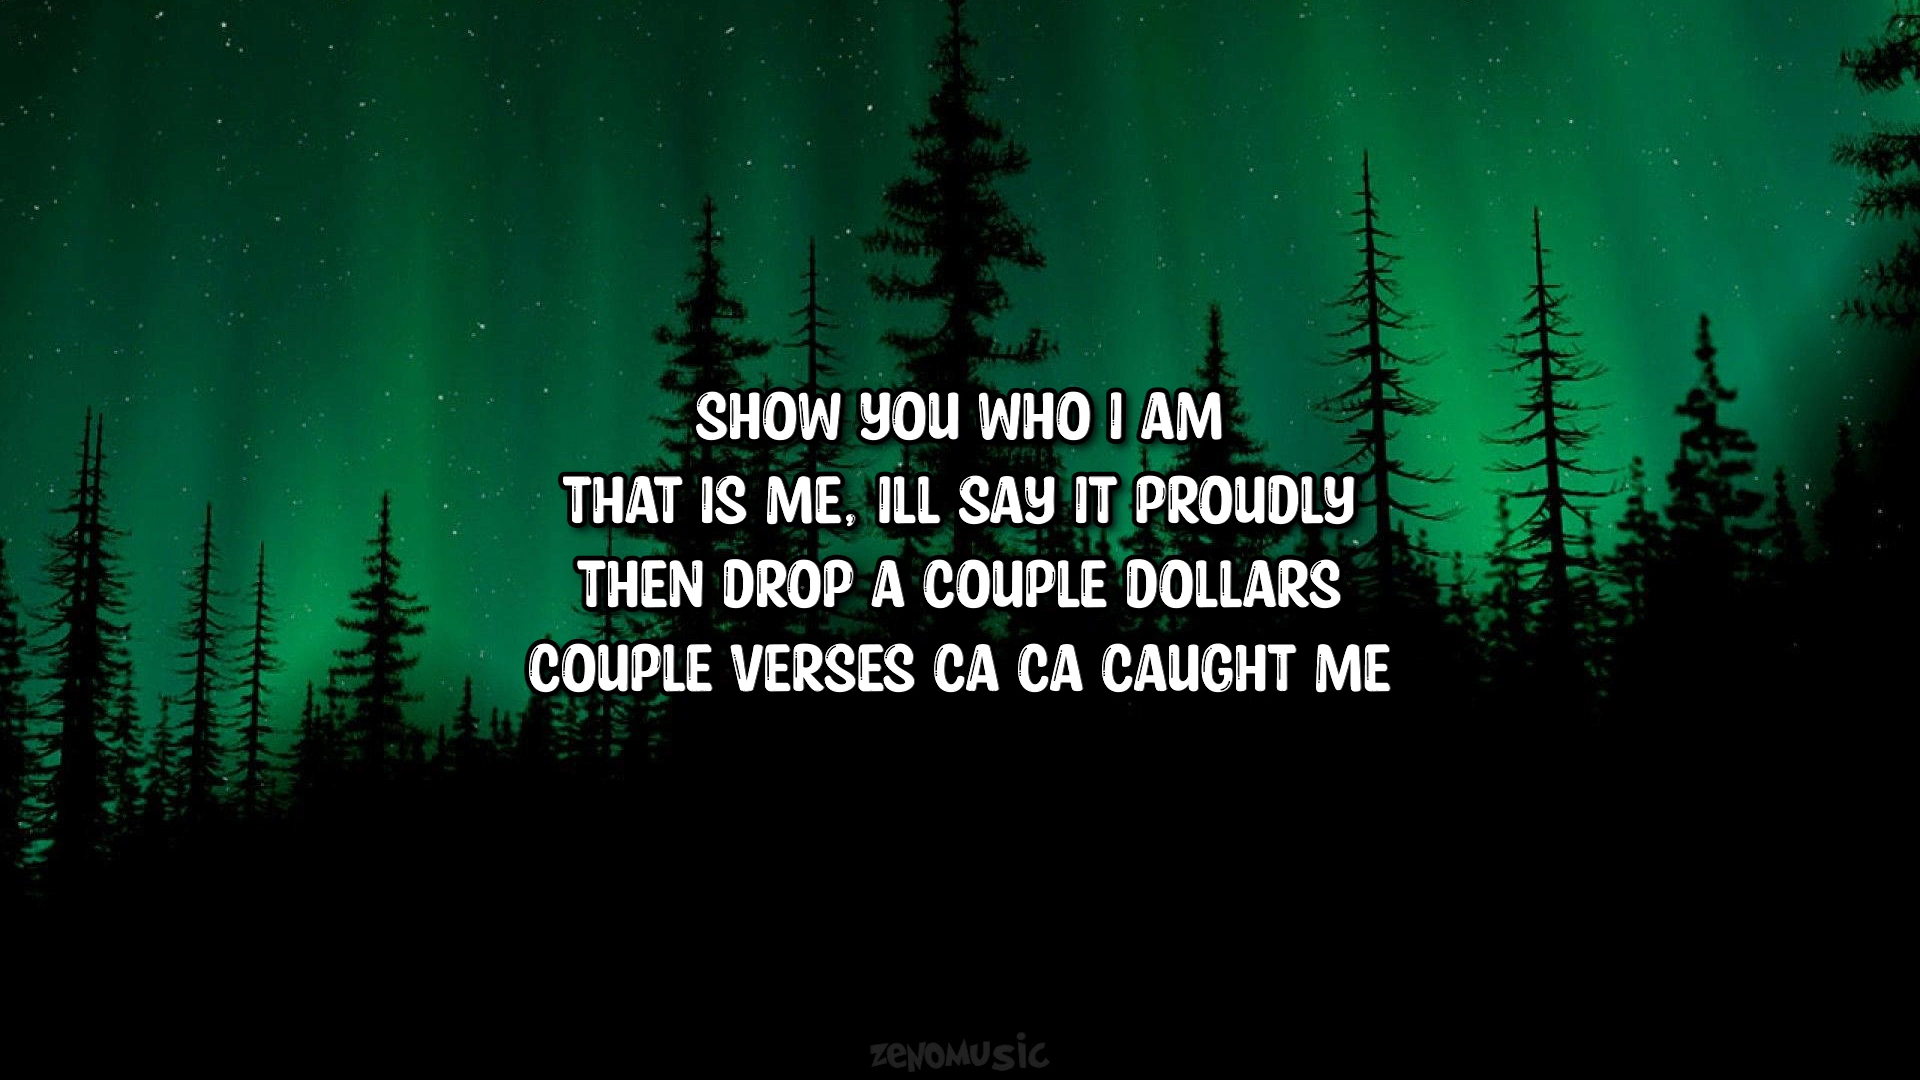 SHOW YOU WHO I AM
THAT IS ME, ILL SAY IT PROUDLY
THEN DROP A COUPLE DOLLARS
COUPLE VERSES CA CA CAUGHT ME
ZENOMUSIC